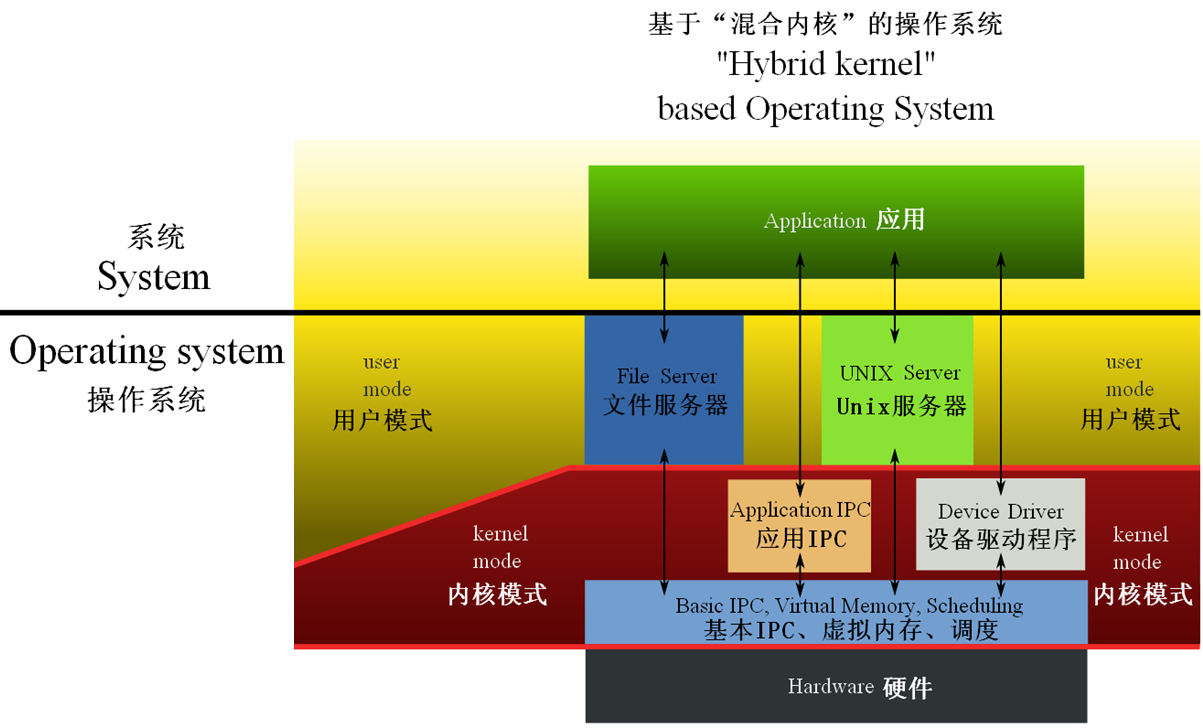 基于“混合内核”的操作系统
"Hybrid kernel"
based Operating System
Application 应用
系统
System
Operating system
操作系统
user
mode
用户模式
File Server
文件服务器
UNIX Server
Unix服务器
user
mode
用户模式
kernel
mode
内核模式
Application IPC
应用IPC
Device Driver
设备驱动程序
kernel
mode
内核模式
Basic IPC, Virtual Memory, Scheduling
基本IPC、虚拟内存、调度
Hardware 硬件